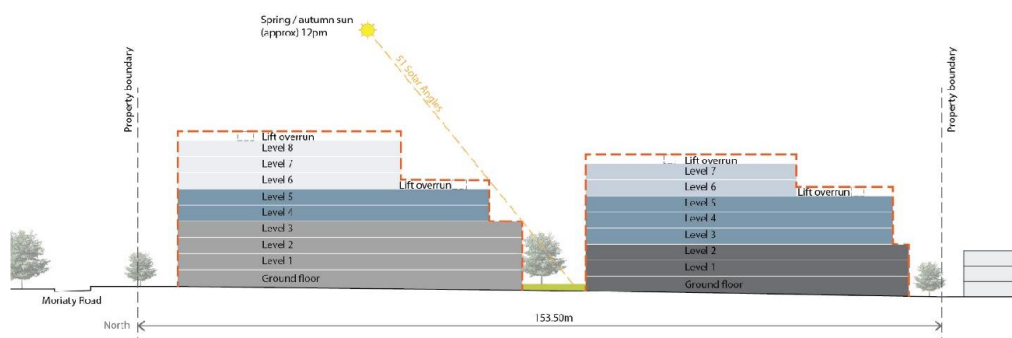 Spring / autumn sun
(approx) 12pm
51 Solar Angles
Property boundary
Property boundary
Lift overrun
Level 8
Level 7
Level 6
Lift overrun
Level 5
Level 4
Level 3
Level 2
Level 1
Ground floor
Lift overrun
Level 7
Level 6
Lift overrun
Level 5
Level 4
Level 3
Level 2
Level 1
Ground floor
Moriaty Road
North
153.50m